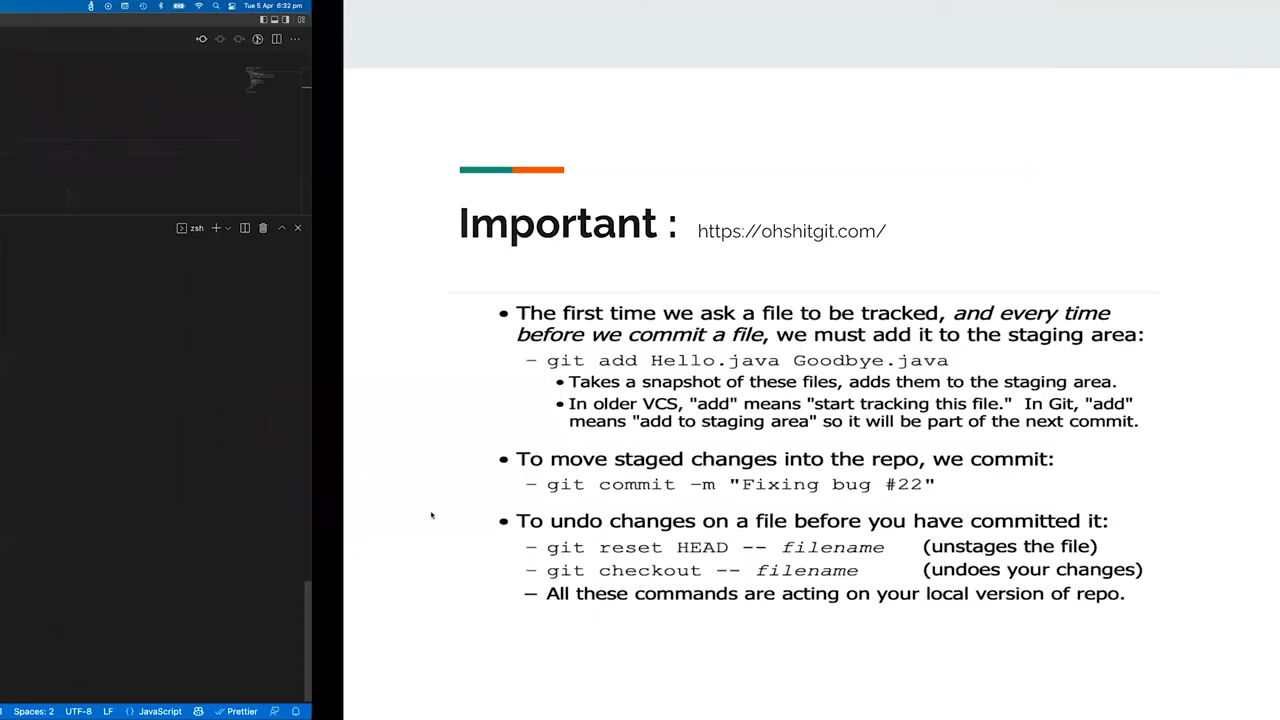 Tue 5 Apr 6:32 pm
zsh
Spaces: 2 UTF-8 LF {} JavaScript Prettier
Important : https://ohshitgit.com/
• The first time we ask a file to be tracked, and every time
before we commit a file, we must add it to the staging area:
– git add Hello.java Goodbye.java
• Takes a snapshot of these files, adds them to the staging area.
• In older VCS, "add" means "start tracking this file." In Git, "add"
means "add to staging area" so it will be part of the next commit.
• To move staged changes into the repo, we commit:
– git commit –m "Fixing bug #22"
• To undo changes on a file before you have committed it:
– git reset HEAD -- filename (unstages the file)
– git checkout -- filename (undoes your changes)
– All these commands are acting on your local version of repo.